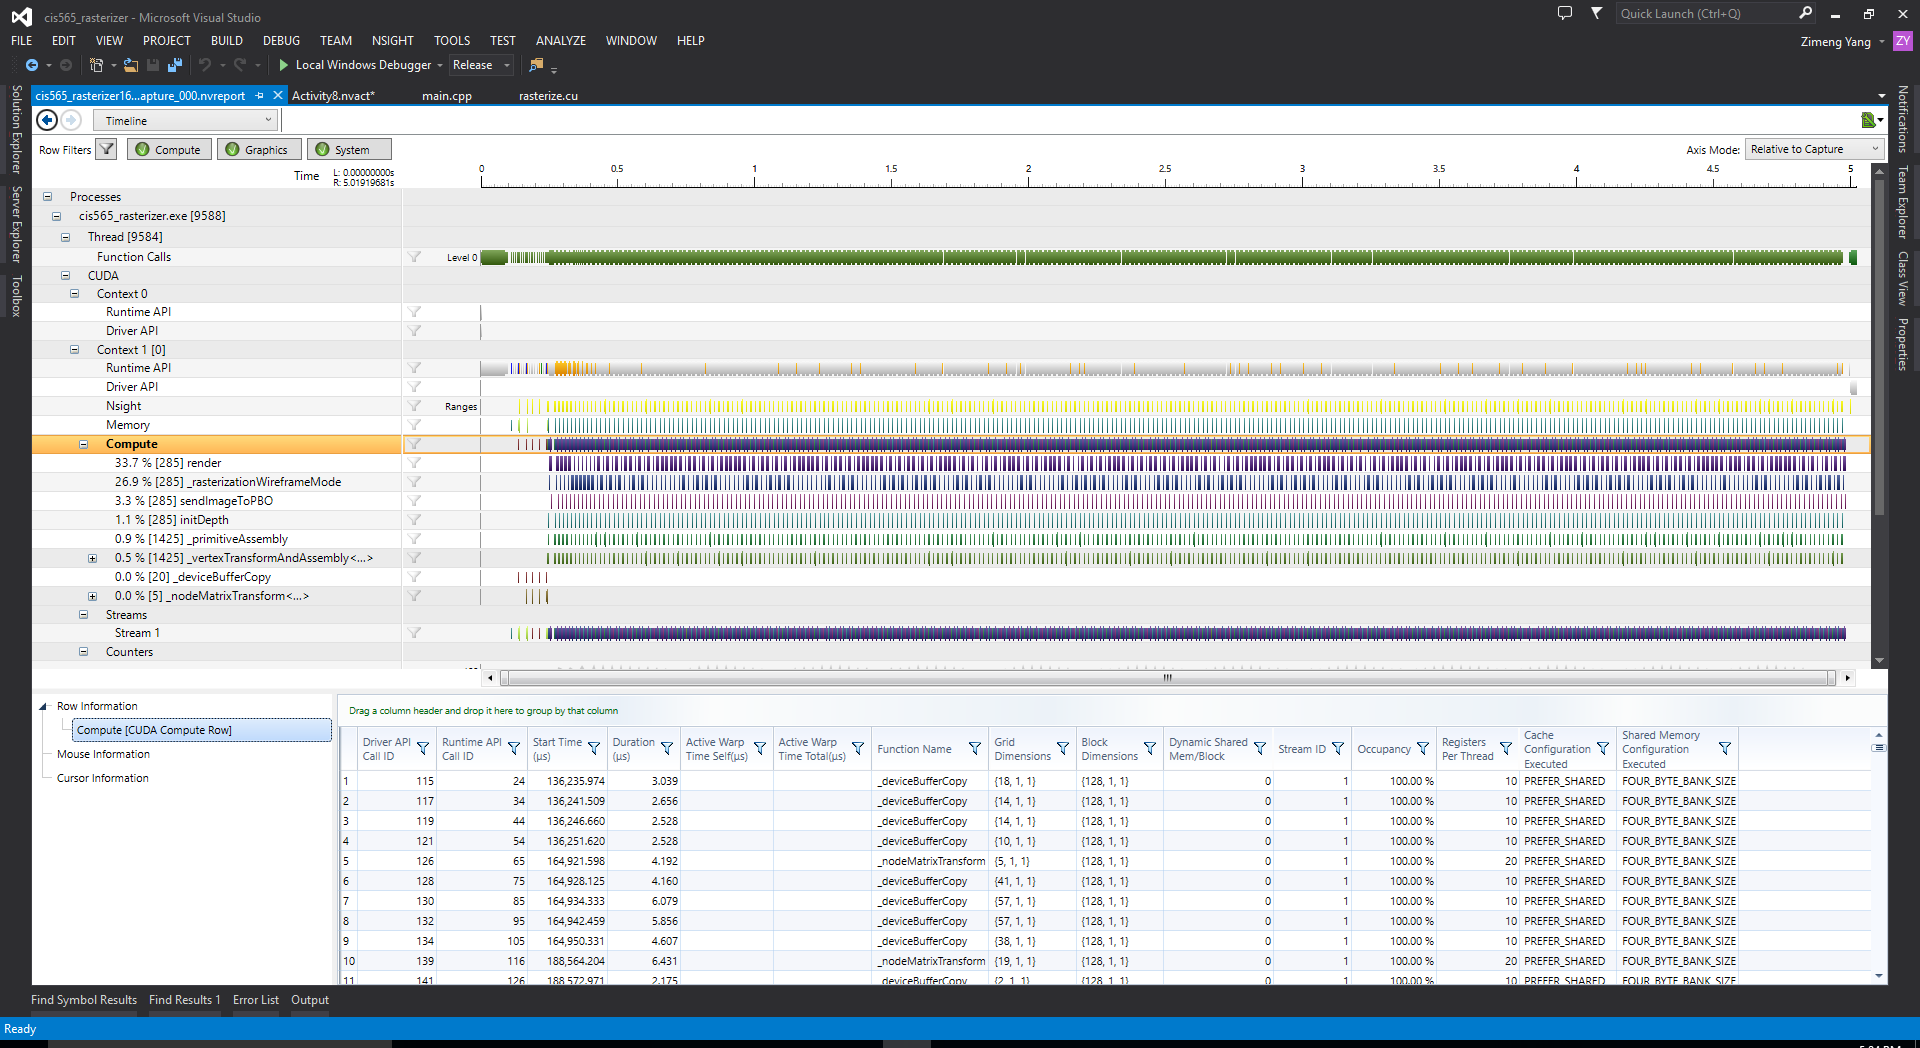 cis565_rasterizer - Microsoft Visual Studio
Quick Launch (Ctrl+Q)
FILE EDIT VIEW PROJECT BUILD DEBUG TEAM NSIGHT TOOLS TEST ANALYZE WINDOW HELP
Zimeng Yang ZY
Local Windows Debugger Release
cis565_rasterizer16...apture_000.nvreport Activity8.nvact* main.cpp rasterize.cu
Solution Explorer
Server Explorer
Toolbox
Notifications
Team Explorer
Class View
Properties
Timeline
Row Filters Compute Graphics System
Axis Mode: Relative to Capture
Time L: 0.00000000s
R: 5.01919681s
0 0.5 1 1.5 2 2.5 3 3.5 4 4.5 5
Processes
cis565_rasterizer.exe [9588]
Thread [9584]
Function Calls Level 0
CUDA
Context 0
Runtime API
Driver API
Context 1 [0]
Runtime API
Driver API
Nsight Ranges
Memory
Compute
33.7 % [285] render
26.9 % [285] _rasterizationWireframeMode
3.3 % [285] sendImageToPBO
1.1 % [285] initDepth
0.9 % [1425] _primitiveAssembly
0.5 % [1425] _vertexTransformAndAssembly<...>
0.0 % [20] _deviceBufferCopy
0.0 % [5] _nodeMatrixTransform<...>
Streams
Stream 1
Counters
Row Information
Compute [CUDA Compute Row]
Mouse Information
Cursor Information
Drag a column header and drop it here to group by that column
Driver API Call ID Runtime API Call ID Start Time (µs) Duration (µs) Active Warp Time Self(µs) Active Warp Time Total(µs) Function Name Grid Dimensions Block Dimensions Dynamic Shared Mem/Block Stream ID Occupancy Registers Per Thread Cache Configuration Executed Shared Memory Configuration Executed
1 115 24 136,235.974 3.039 _deviceBufferCopy {18, 1, 1} {128, 1, 1} 0 1 100.00 % 10 PREFER_SHARED FOUR_BYTE_BANK_SIZE
2 117 34 136,241.509 2.656 _deviceBufferCopy {14, 1, 1} {128, 1, 1} 0 1 100.00 % 10 PREFER_SHARED FOUR_BYTE_BANK_SIZE
3 119 44 136,246.660 2.528 _deviceBufferCopy {14, 1, 1} {128, 1, 1} 0 1 100.00 % 10 PREFER_SHARED FOUR_BYTE_BANK_SIZE
4 121 54 136,251.620 2.528 _deviceBufferCopy {10, 1, 1} {128, 1, 1} 0 1 100.00 % 10 PREFER_SHARED FOUR_BYTE_BANK_SIZE
5 126 65 164,921.598 4.192 _nodeMatrixTransform {5, 1, 1} {128, 1, 1} 0 1 100.00 % 20 PREFER_SHARED FOUR_BYTE_BANK_SIZE
6 128 75 164,928.125 4.160 _deviceBufferCopy {41, 1, 1} {128, 1, 1} 0 1 100.00 % 10 PREFER_SHARED FOUR_BYTE_BANK_SIZE
7 130 85 164,934.333 6.079 _deviceBufferCopy {57, 1, 1} {128, 1, 1} 0 1 100.00 % 10 PREFER_SHARED FOUR_BYTE_BANK_SIZE
8 132 95 164,942.459 5.856 _deviceBufferCopy {57, 1, 1} {128, 1, 1} 0 1 100.00 % 10 PREFER_SHARED FOUR_BYTE_BANK_SIZE
9 134 105 164,950.331 4.607 _deviceBufferCopy {38, 1, 1} {128, 1, 1} 0 1 100.00 % 10 PREFER_SHARED FOUR_BYTE_BANK_SIZE
10 139 116 188,564.204 6.431 _nodeMatrixTransform {19, 1, 1} {128, 1, 1} 0 1 100.00 % 20 PREFER_SHARED FOUR_BYTE_BANK_SIZE
11 141 126 188,572.971 2.175 _deviceBufferCopy {2, 1, 1} {128, 1, 1} 0 1 100.00 % 10 PREFER_SHARED FOUR_BYTE_BANK_SIZE
Find Symbol Results Find Results 1 Error List Output
Ready